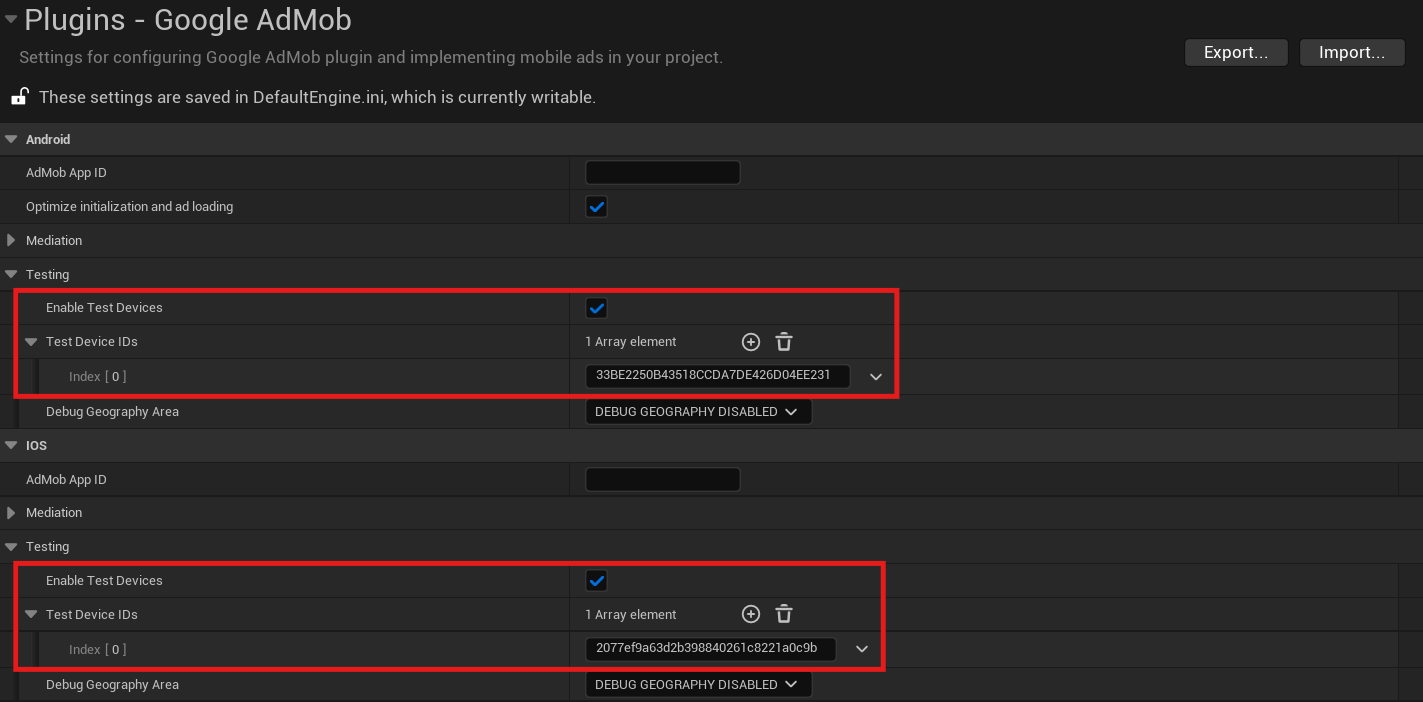 Plugins - Google AdMob
Settings for configuring Google AdMob plugin and implementing mobile ads in your project.
Export... Import...
These settings are saved in DefaultEngine.ini, which is currently writable.
Android
AdMob App ID
Optimize initialization and ad loading
Mediation
Testing
Enable Test Devices
Test Device IDs 1 Array element
Index [ 0 ] 33BE2250B43518CCDA7DE426D04EE231
Debug Geography Area DEBUG GEOGRAPHY DISABLED
IOS
AdMob App ID
Mediation
Testing
Enable Test Devices
Test Device IDs 1 Array element
Index [ 0 ] 2077ef9a63d2b398840261c8221a0c9b
Debug Geography Area DEBUG GEOGRAPHY DISABLED